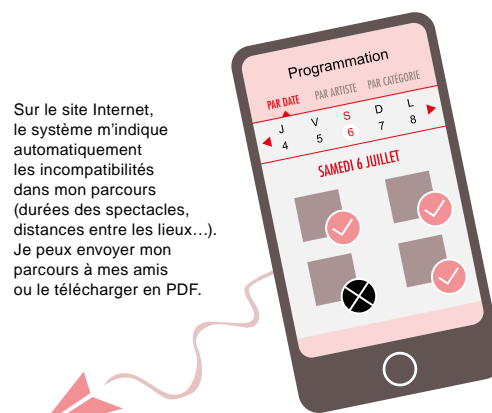 Programmation
PAR DATE PAR ARTISTE PAR CATÉGORIE
J V S D L
4 5 6 7 8
SAMEDI 6 JUILLET
Sur le site Internet,
le système m’indique
automatiquement
les incompatibilités
dans mon parcours
(durées des spectacles,
distances entre les lieux…).
Je peux envoyer mon
parcours à mes amis
ou le télécharger en PDF.